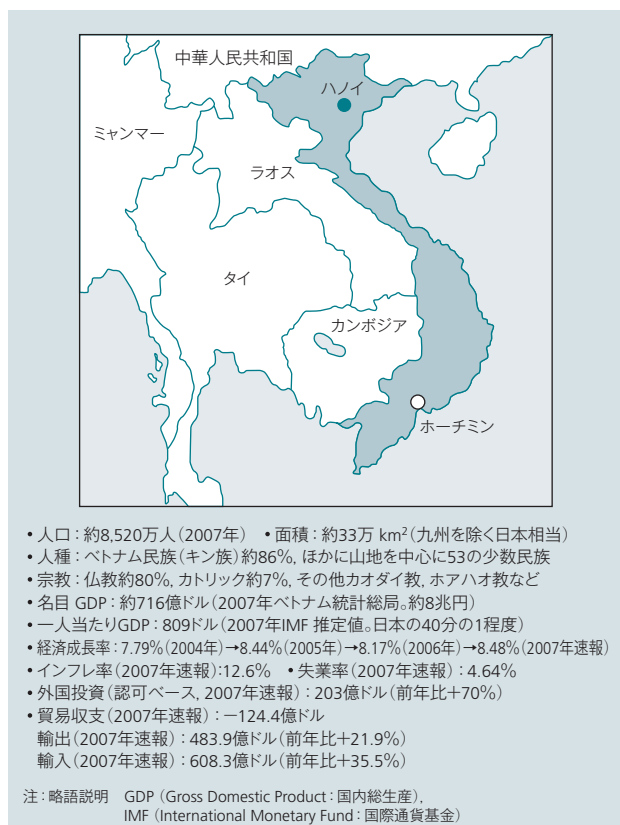 中華人民共和国
ハノイ
ミャンマー
ラオス
タイ
カンボジア
ホーチミン
• 人口：約8,520万人（2007年） • 面積：約33万 km²（九州を除く日本相当）
• 人種：ベトナム民族（キン族）約86%, ほかに山地を中心に53の少数民族
• 宗教：仏教約80%, カトリック約7%, その他カオダイ教, ホアハオ教など
• 名目 GDP：約716億ドル（2007年ベトナム統計総局。約8兆円）
• 一人当たりGDP：809ドル（2007年IMF 推定値。日本の40分の1程度）
• 経済成長率：7.79%（2004年）→8.44%（2005年）→8.17%（2006年）→8.48%（2007年速報）
• インフレ率（2007年速報）：12.6% • 失業率（2007年速報）：4.64%
• 外国投資（認可ベース, 2007年速報）：203億ドル（前年比+70%）
• 貿易収支（2007年速報）：−124.4億ドル
輸出（2007年速報）：483.9億ドル（前年比+21.9%）
輸入（2007年速報）：608.3億ドル（前年比+35.5%）
注：略語説明 GDP（Gross Domestic Product：国内総生産）,
IMF（International Monetary Fund：国際通貨基金）